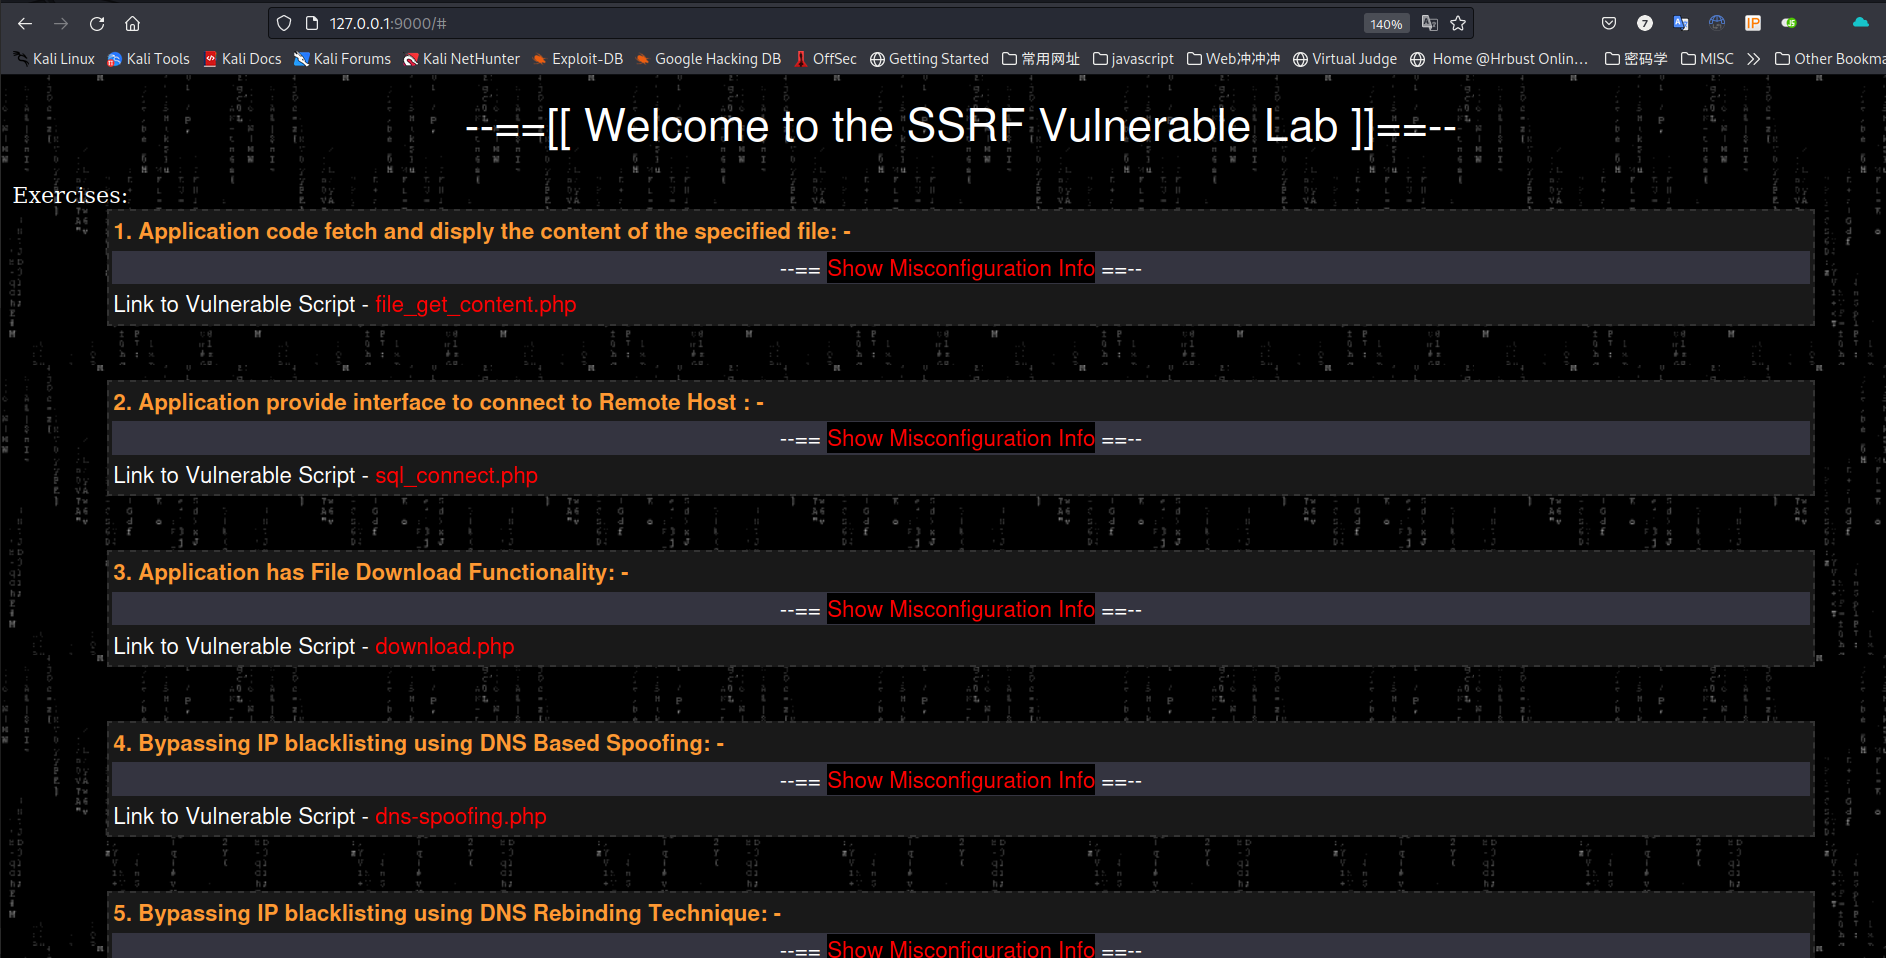 127.0.0.1:9000/#
140%
7
IP
JS
Kali Linux
Kali Tools
Kali Docs
Kali Forums
Kali NetHunter
Exploit-DB
Google Hacking DB
OffSec
Getting Started
常用网址
javascript
Web冲冲冲
Virtual Judge
Home @Hrbust Onlin…
密码学
MISC
Other Bookma
--==[[ Welcome to the SSRF Vulnerable Lab ]]==--
Exercises:
1. Application code fetch and disply the content of the specified file: -
--== Show Misconfiguration Info ==--
Link to Vulnerable Script - file_get_content.php
2. Application provide interface to connect to Remote Host : -
--== Show Misconfiguration Info ==--
Link to Vulnerable Script - sql_connect.php
3. Application has File Download Functionality: -
--== Show Misconfiguration Info ==--
Link to Vulnerable Script - download.php
4. Bypassing IP blacklisting using DNS Based Spoofing: -
--== Show Misconfiguration Info ==--
Link to Vulnerable Script - dns-spoofing.php
5. Bypassing IP blacklisting using DNS Rebinding Technique: -
--== Show Misconfiguration Info ==--